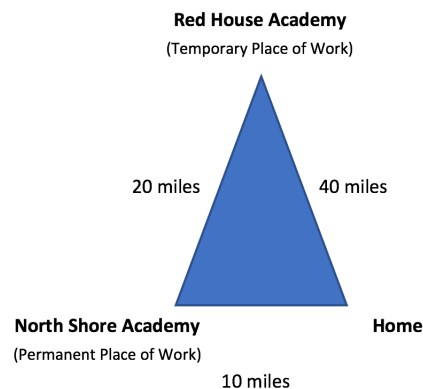 Red House Academy
(Temporary Place of Work)
20 miles
40 miles
North Shore Academy
(Permanent Place of Work)
Home
10 miles